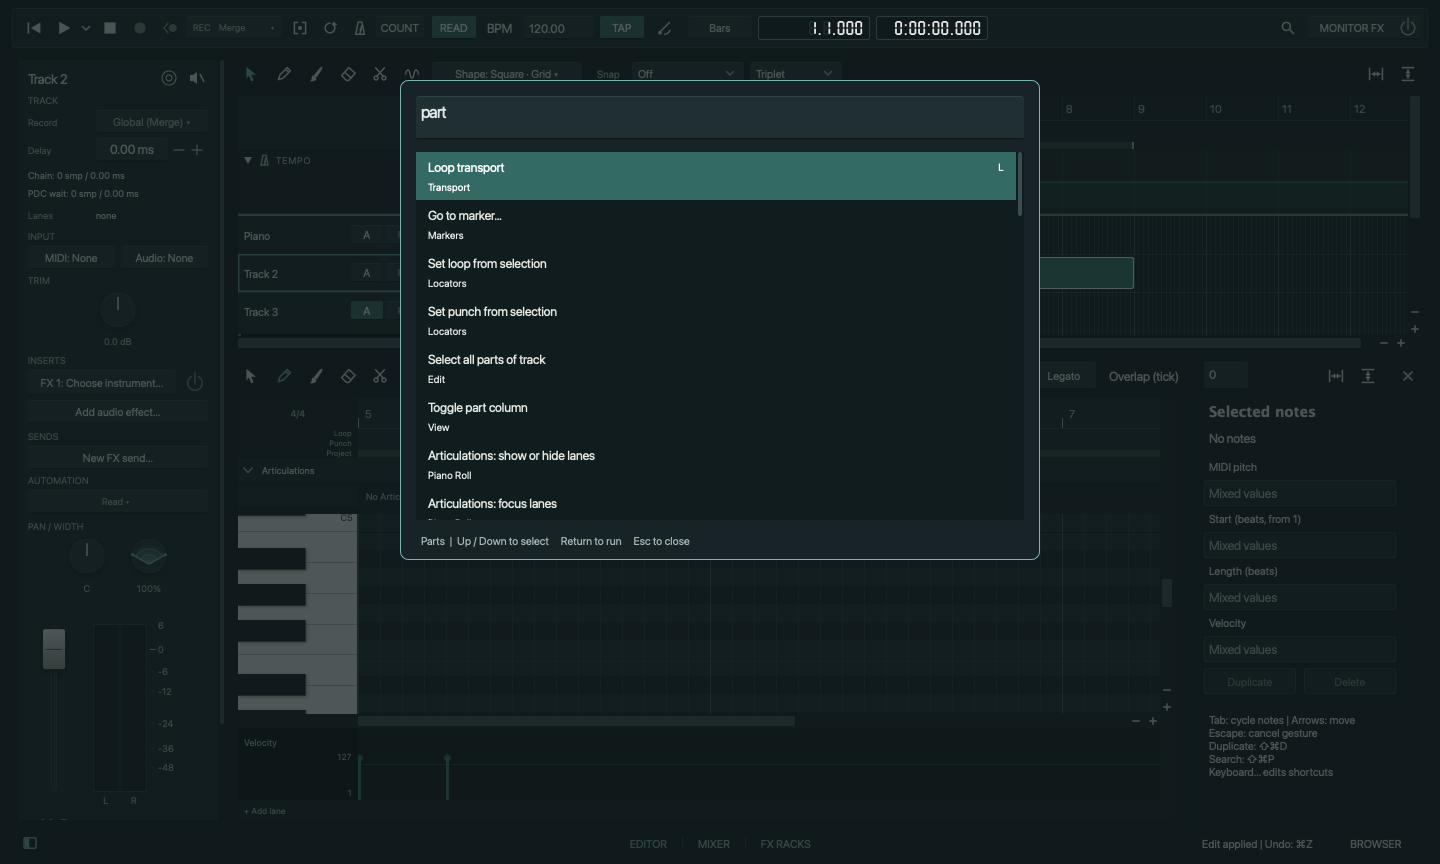 REC Merge COUNT READ BPM 120.00 TAP Bars 1.1.000 0:00:00.000 MONITOR FX
Track 2
TRACK
Record Global (Merge)
Delay 0.00 ms
Chain: 0 smp / 0.00 ms
PDC wait: 0 smp / 0.00 ms
Lanes none
INPUT
MIDI: None Audio: None
TRIM
0.0 dB
INSERTS
FX 1: Choose instrument...
Add audio effect...
SENDS
New FX send...
AUTOMATION
Read
PAN / WIDTH
C 100%
6
0
-6
-12
-24
-36
-48
L R
Shape: Square · Grid Snap Off Triplet
8 9 10 11 12
TEMPO
Piano A
Track 2 A
Track 3 A
part
Loop transport L
Transport
Go to marker...
Markers
Set loop from selection
Locators
Set punch from selection
Locators
Select all parts of track
Edit
Toggle part column
View
Articulations: show or hide lanes
Piano Roll
Articulations: focus lanes
Parts | Up / Down to select Return to run Esc to close
Legato Overlap (tick) 0
4/4 5 7
Loop
Punch
Project
Articulations
No Artic
C5
Velocity
127
1
+ Add lane
Selected notes
No notes
MIDI pitch
Mixed values
Start (beats, from 1)
Mixed values
Length (beats)
Mixed values
Velocity
Mixed values
Duplicate Delete
Tab: cycle notes | Arrows: move
Escape: cancel gesture
Duplicate: ⇧⌘D
Search: ⇧⌘P
Keyboard... edits shortcuts
EDITOR MIXER FX RACKS Edit applied | Undo: ⌘Z BROWSER